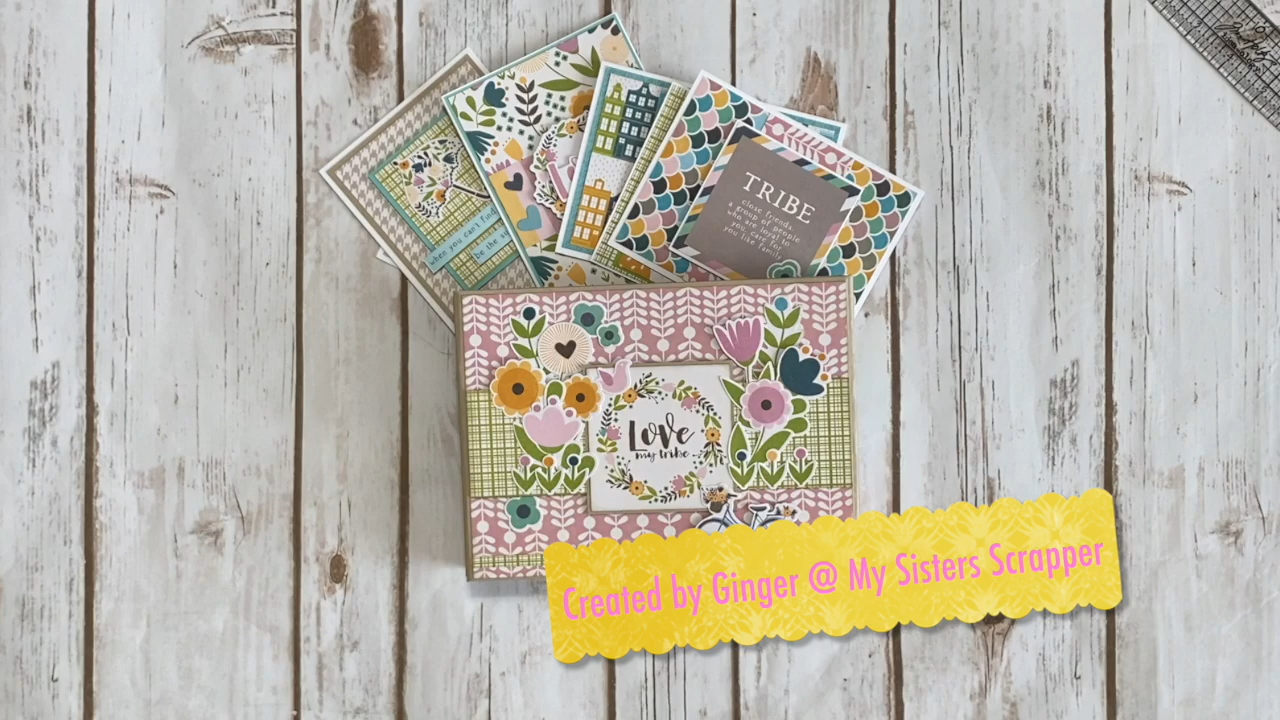 when you can't find
be the
TRIBE
close friends.
a group of people
who are loyal to
you, care for
you like family
Love
my tribe
Created by Ginger @ My Sisters Scrapper